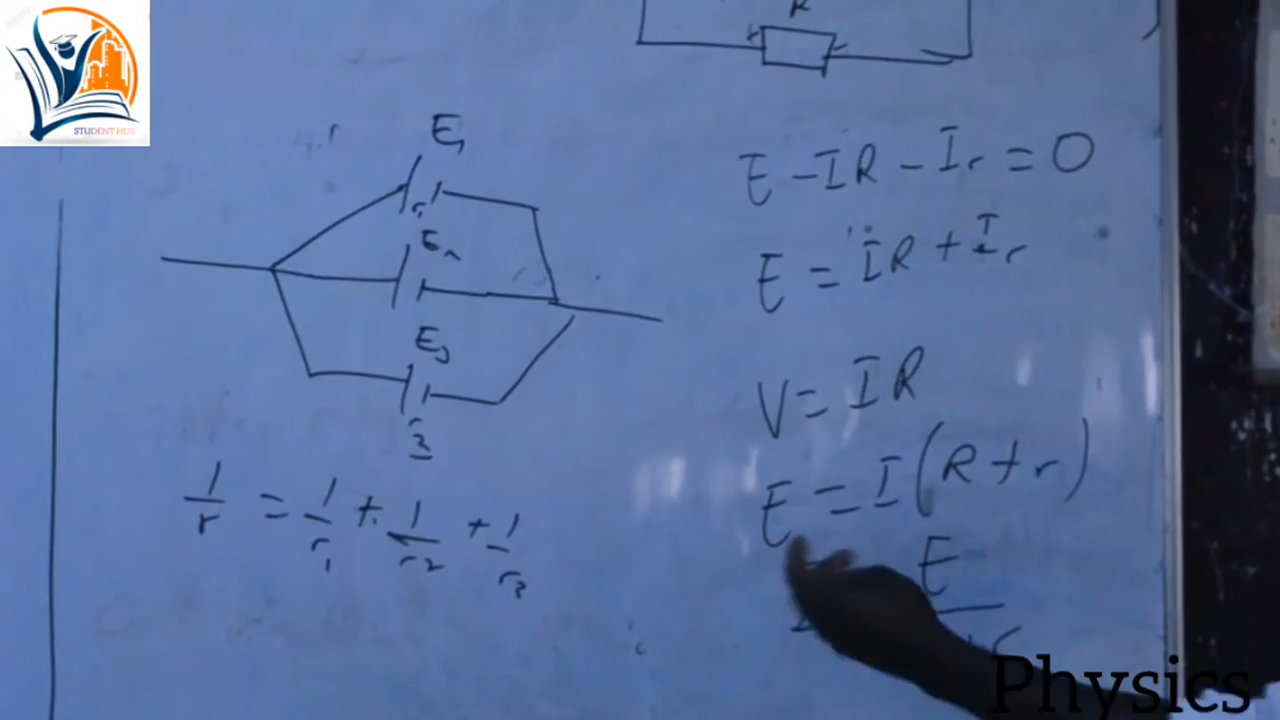 STUDENT HUB
R
E₁
r₁
E₂
E₃
r₃
1/r = 1/r₁ + 1/r₂ + 1/r₃
E - IR - Ir = 0
E = IR + Ir
V = IR
E = I(R + r)
E
Physics